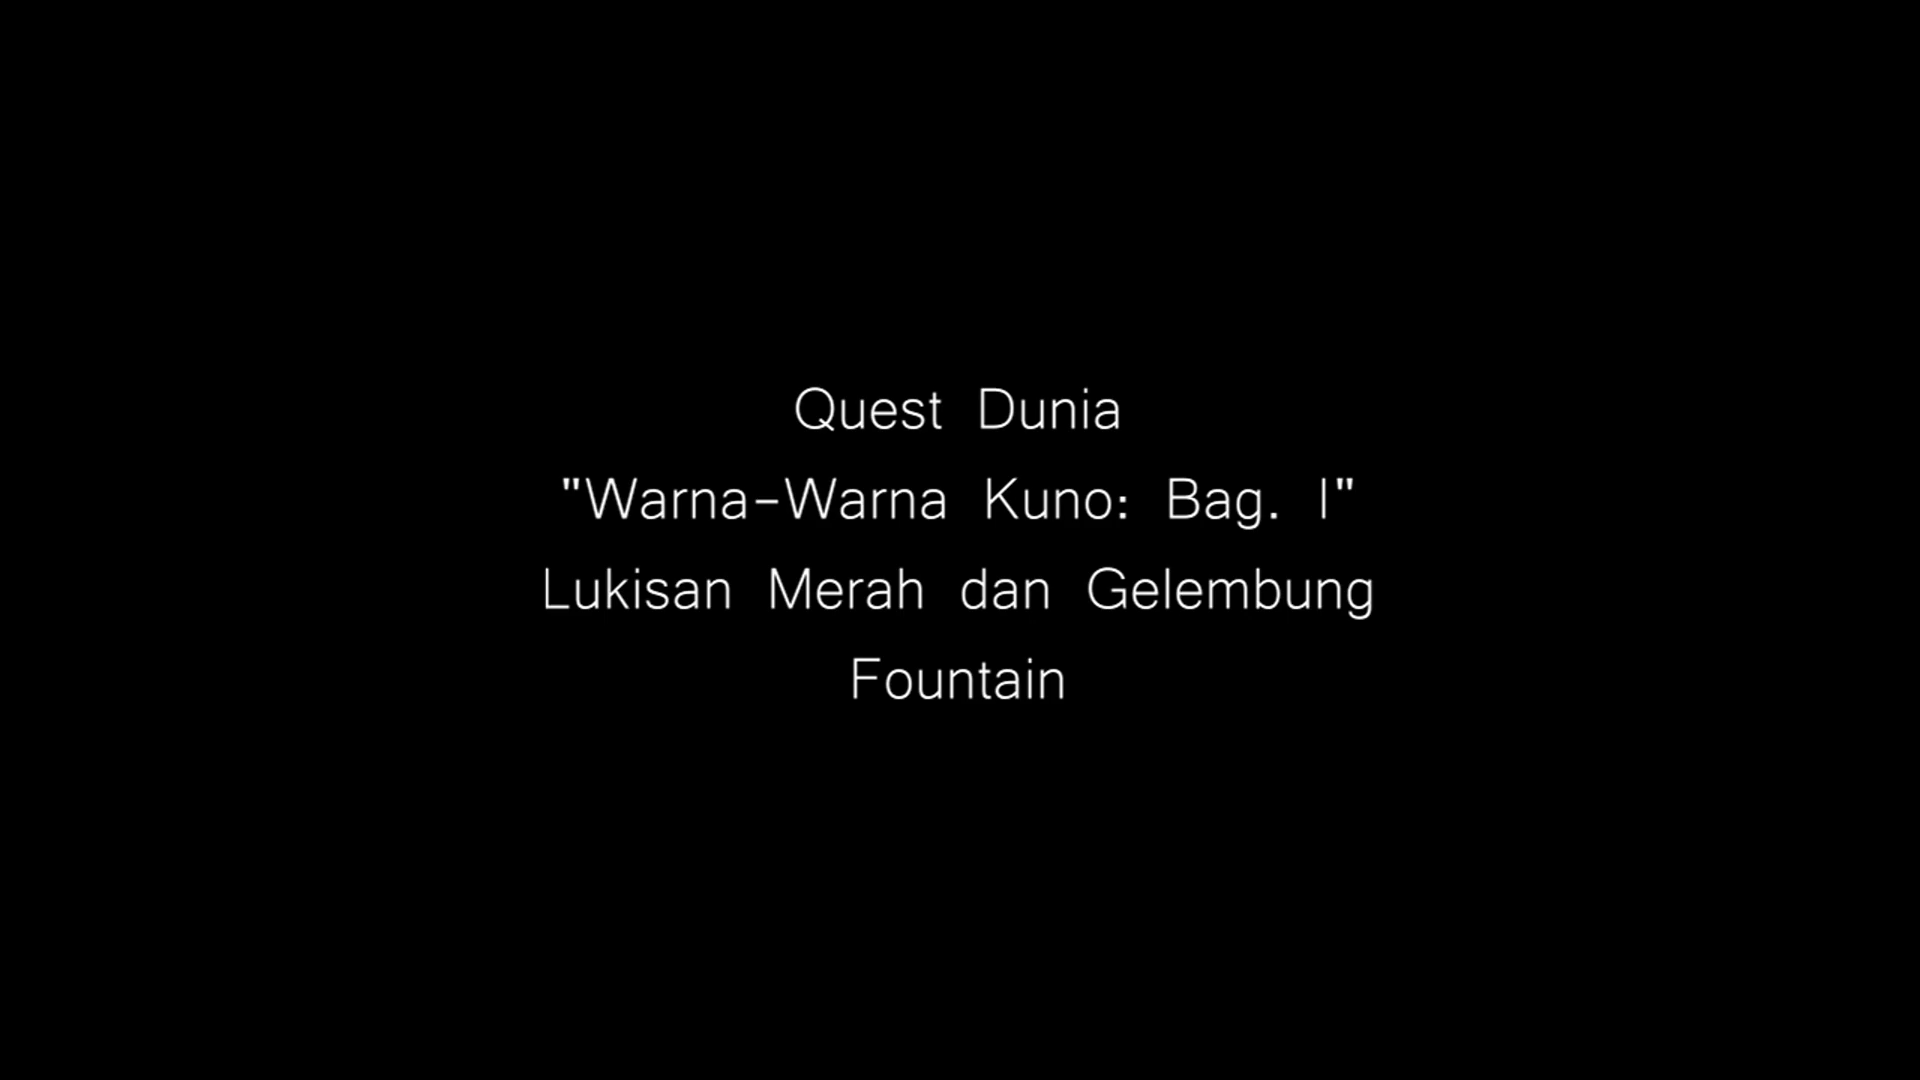 Quest Dunia
"Warna-Warna Kuno: Bag. I"
Lukisan Merah dan Gelembung
Fountain